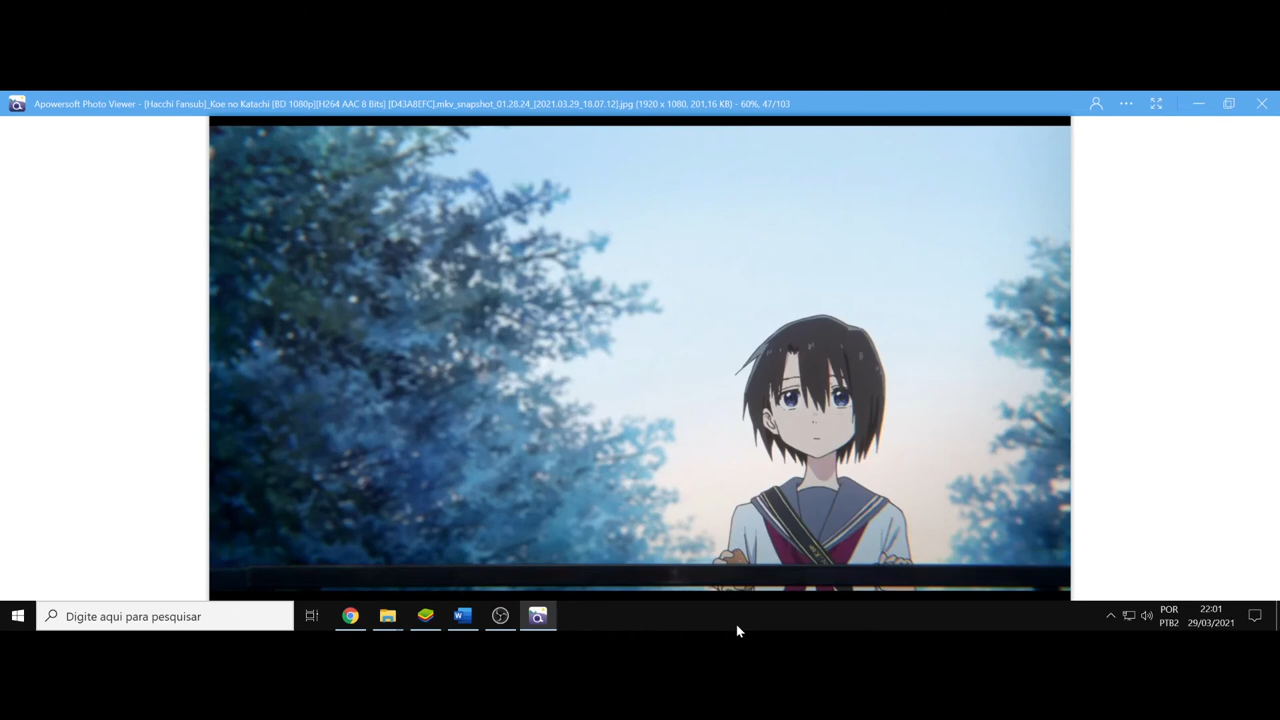 Apowersoft Photo Viewer - [Hacchi Fansub]_Koe no Katachi [BD 1080p][H264 AAC 8 Bits] [D43A8EFC].mkv_snapshot_01.28.24_[2021.03.29_18.07.12].jpg (1920 x 1080, 201,16 KB) - 60%, 47/103
Digite aqui para pesquisar
POR
PTB2
22:01
29/03/2021